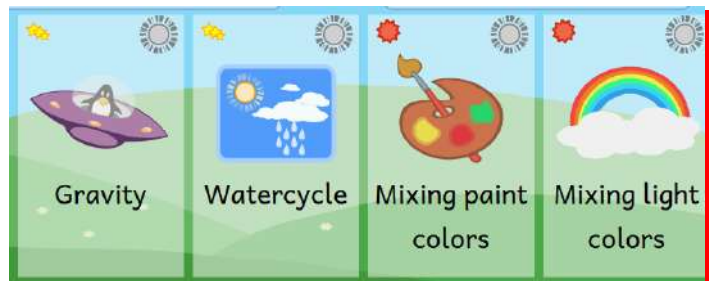 Gravity
Watercycle
Mixing paint
colors
Mixing light
colors